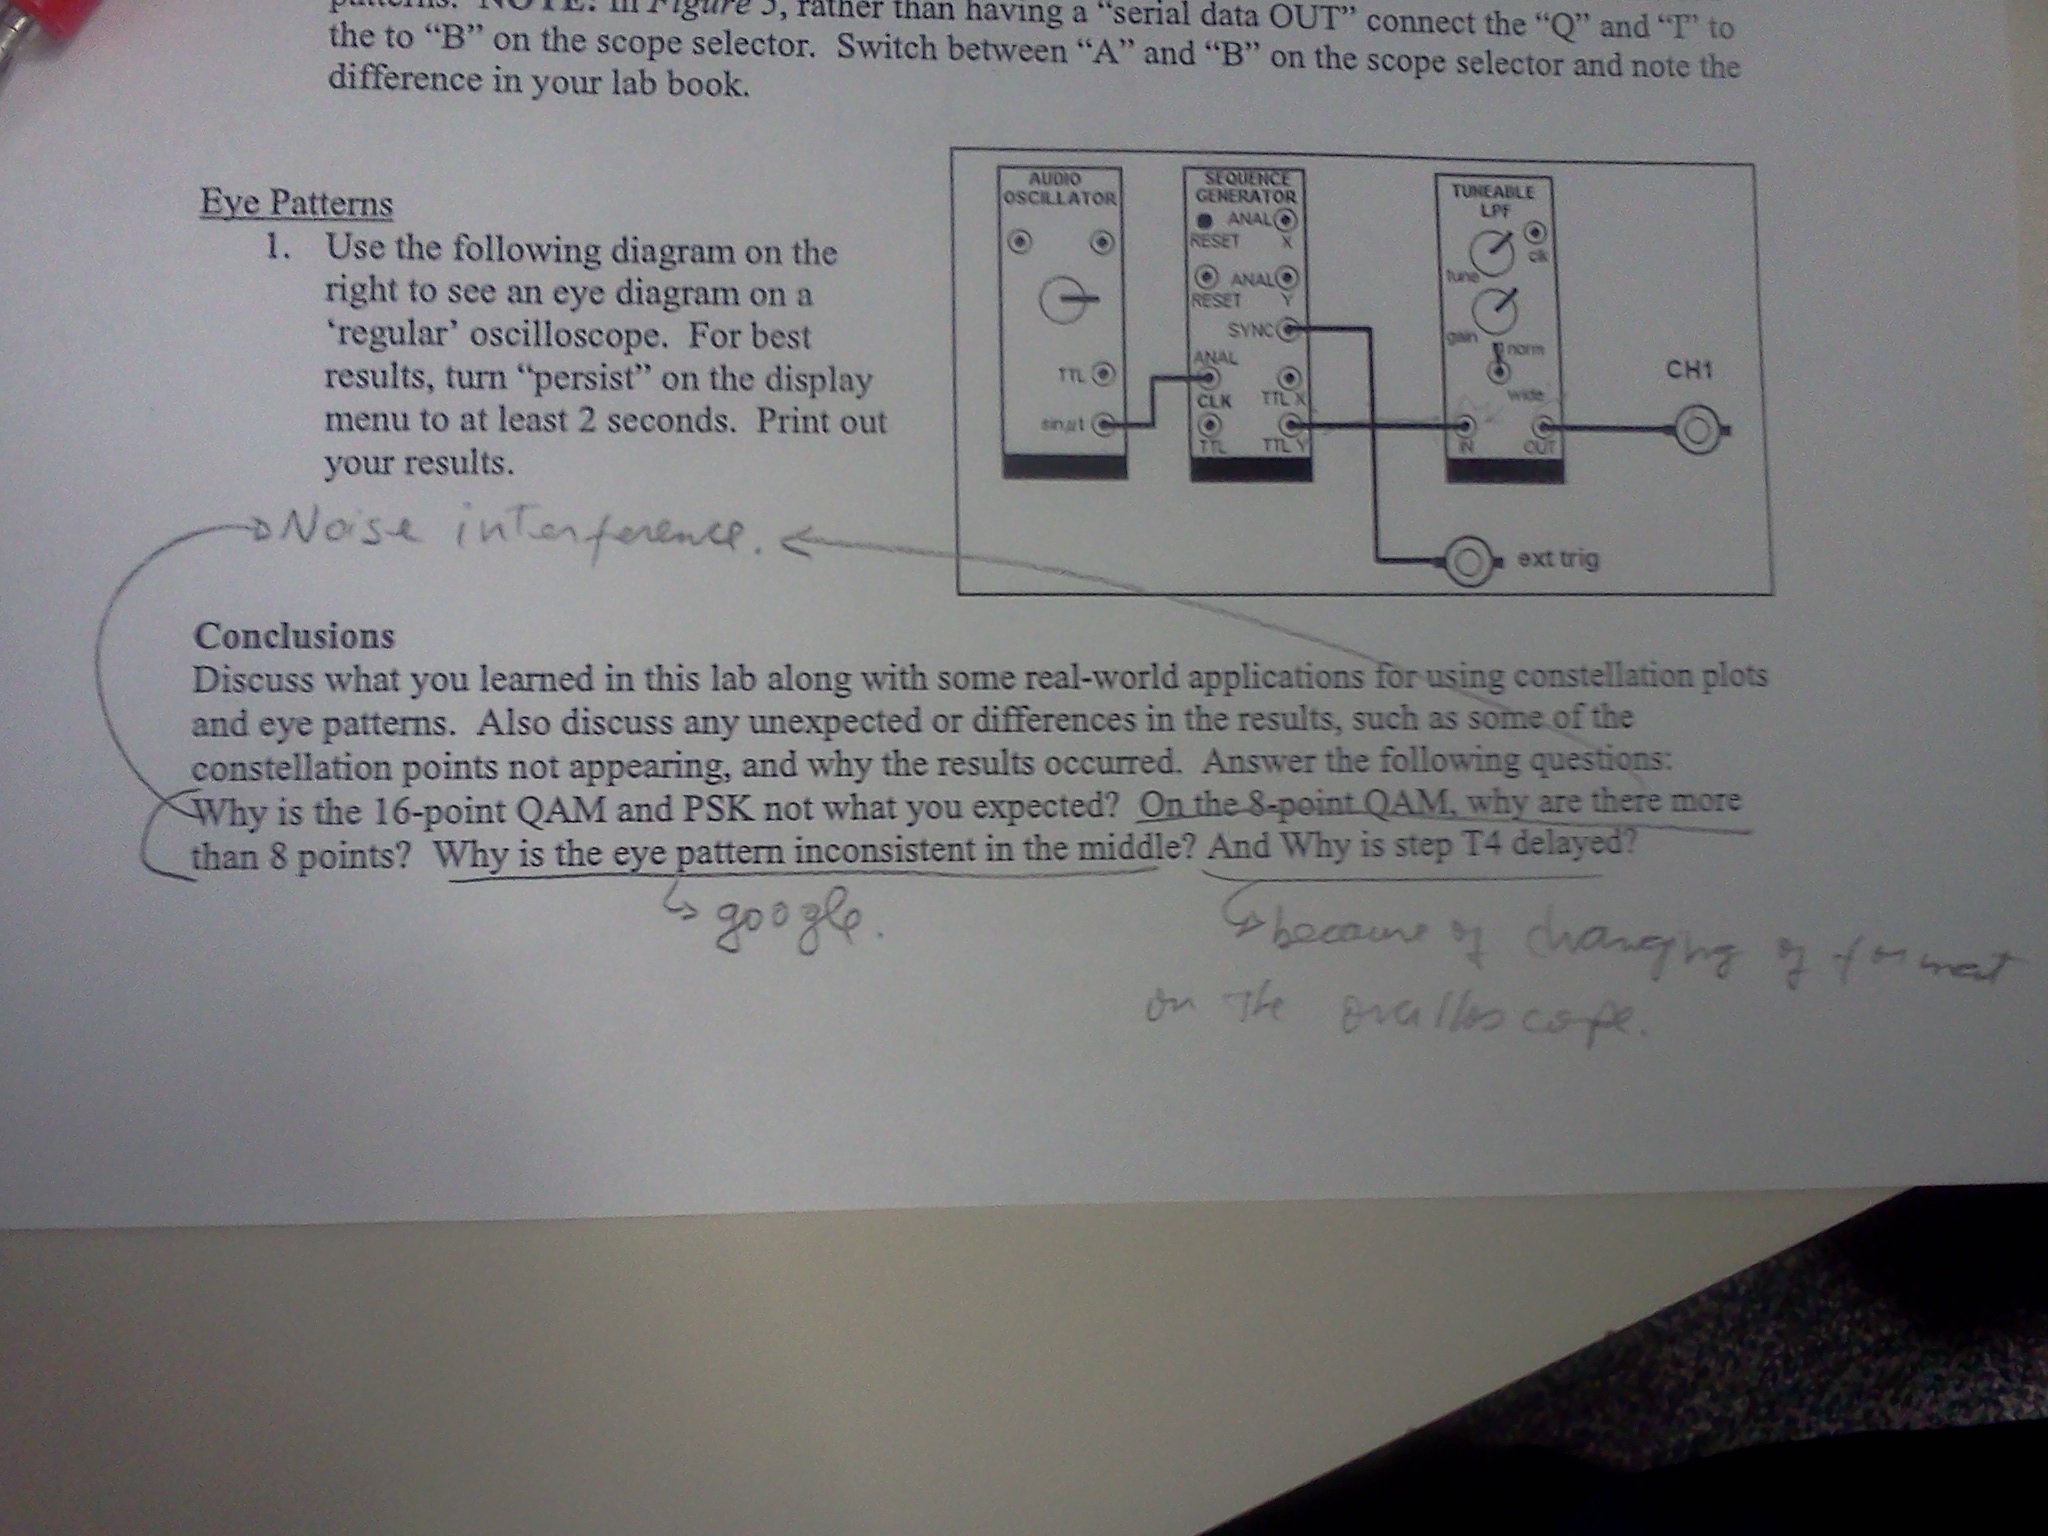 patterns. NOTE: In Figure 5, rather than having a “serial data OUT” connect the “Q” and “I” to
the to “B” on the scope selector. Switch between “A” and “B” on the scope selector and note the
difference in your lab book.
Eye Patterns
1. Use the following diagram on the
right to see an eye diagram on a
‘regular’ oscilloscope. For best
results, turn “persist” on the display
menu to at least 2 seconds. Print out
your results.
AUDIO
OSCILLATOR
TTL
sinμt
SEQUENCE
GENERATOR
ANAL
RESET X
ANAL
RESET Y
SYNC
ANAL
CLK TTL X
TTL TTL Y
TUNEABLE
LPF
clk
tune
gain norm
wide
IN OUT
CH1
ext trig
Noise interference.
Conclusions
Discuss what you learned in this lab along with some real-world applications for using constellation plots
and eye patterns. Also discuss any unexpected or differences in the results, such as some of the
constellation points not appearing, and why the results occurred. Answer the following questions:
Why is the 16-point QAM and PSK not what you expected? On the 8-point QAM, why are there more
than 8 points? Why is the eye pattern inconsistent in the middle? And Why is step T4 delayed?
google.
because of changing of format
on the